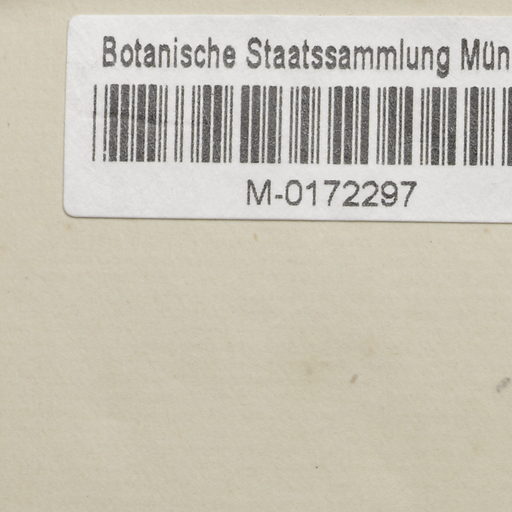 Botanische Staatssammlung Mün
M-0172297